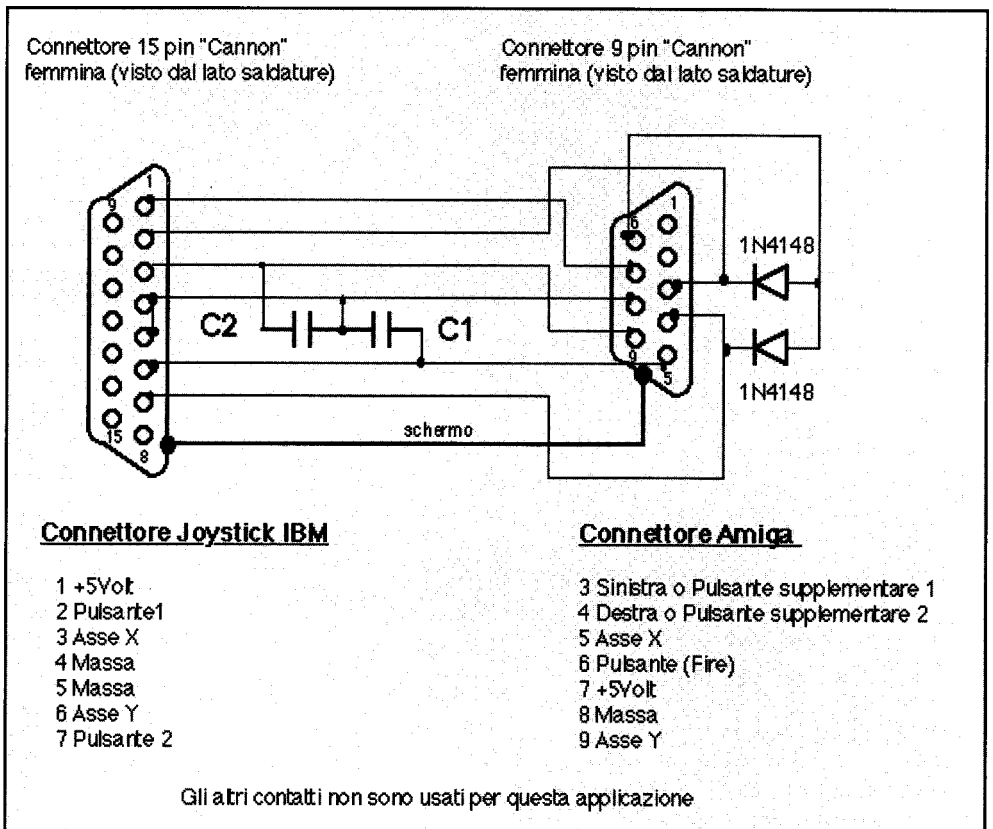 Connettore 15 pin "Cannon"
femmina (visto dal lato saldature)
Connettore 9 pin "Cannon"
femmina (visto dal lato saldature)
1
9
15
8
6
1
9
5
1N4148
1N4148
C2
C1
schermo
Connettore Joystick IBM
1 +5Volt
2 Pulsante1
3 Asse X
4 Massa
5 Massa
6 Asse Y
7 Pulsante 2
Connettore Amiga
3 Sinistra o Pulsante supplementare 1
4 Destra o Pulsante supplementare 2
5 Asse X
6 Pulsante (Fire)
7 +5Volt
8 Massa
9 Asse Y
Gli altri contatti non sono usati per questa applicazione